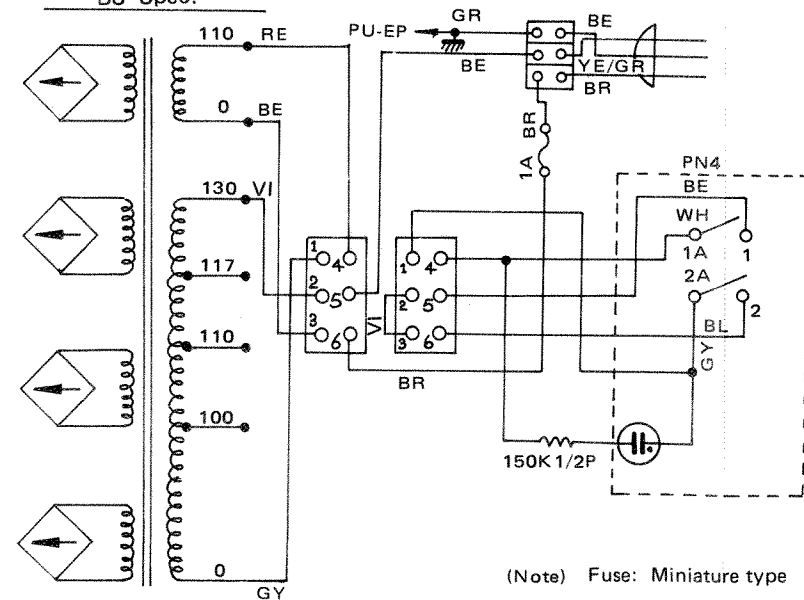 110 RE
0 BE
130 VI
117
110
100
0
GY
PU-EP
GR
BE
BE
YE/GR
BR
BR
1A
1 4
2 5
3 6
VI
1 4
2 5
3 6
BR
PN4
BE
WH
1A 1
2A
2
BL
GY
150K 1/2P
(Note) Fuse: Miniature type